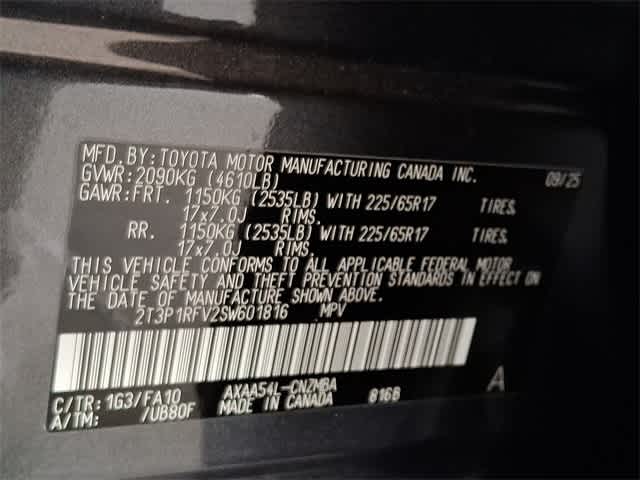 MFD. BY: TOYOTA MOTOR MANUFACTURING CANADA INC. 09/25
GVWR: 2090KG (4610LB)
GAWR: FRT. 1150KG (2535LB) WITH 225/65R17 TIRES,
17x7.0J RIMS,
RR. 1150KG (2535LB) WITH 225/65R17 TIRES,
17x7.0J RIMS.
THIS VEHICLE CONFORMS TO ALL APPLICABLE FEDERAL MOTOR
VEHICLE SAFETY AND THEFT PREVENTION STANDARDS IN EFFECT ON
THE DATE OF MANUFACTURE SHOWN ABOVE.
2T3P1RFV2SW601816 MPV
C/TR: 1G3/FA10 AXAA54L-CNZMBA 816B A
A/TM: /UB80F MADE IN CANADA